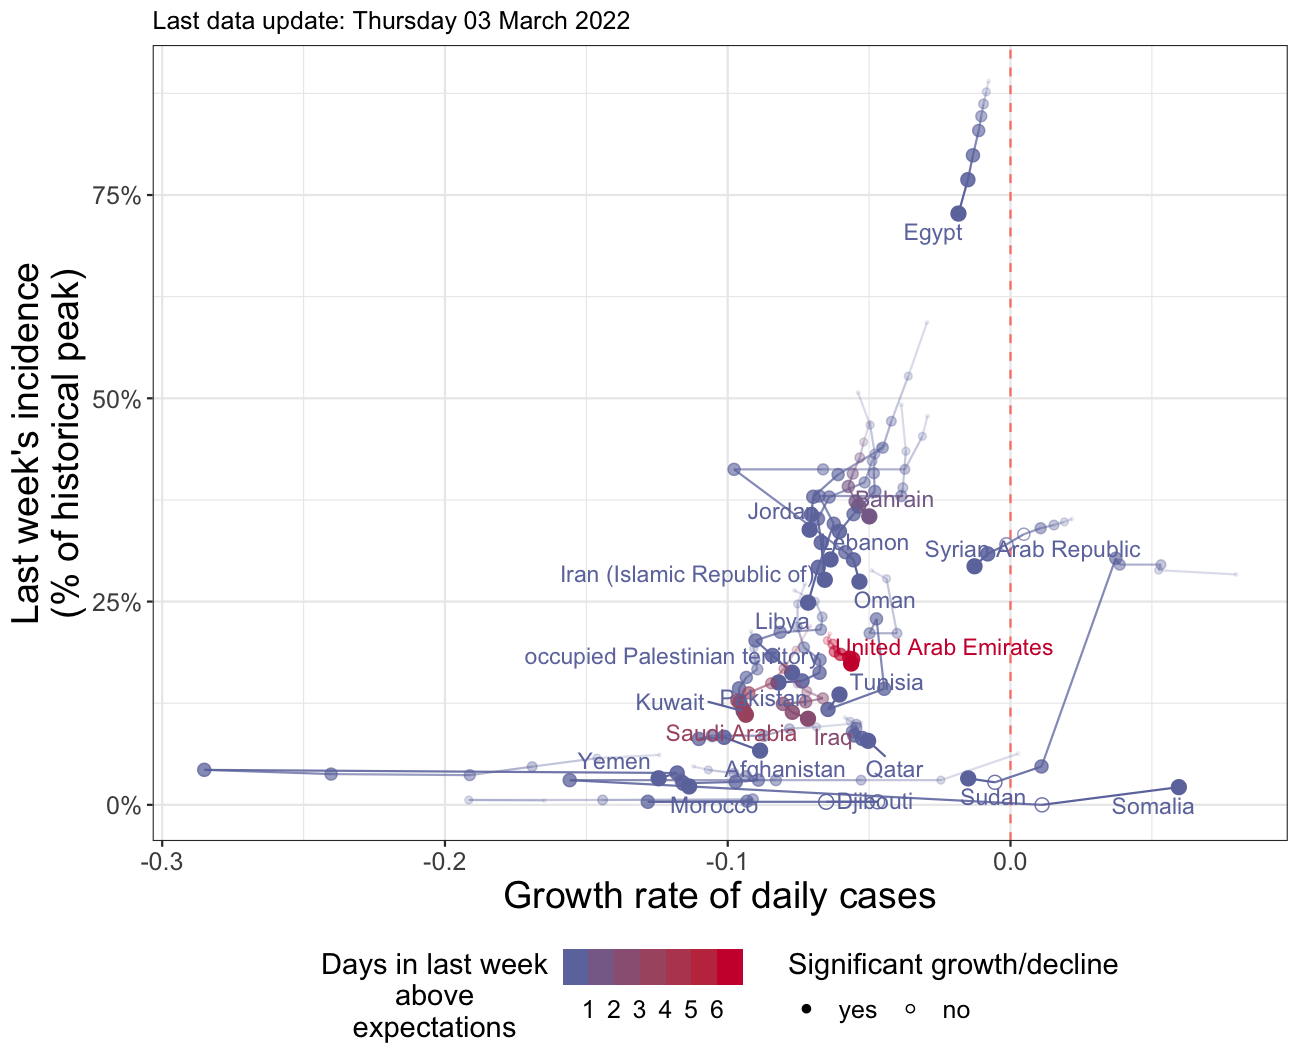 Last data update: Thursday 03 March 2022
Last week's incidence
(% of historical peak)
75%
50%
25%
0%
Egypt
Bahrain
Jordan
Lebanon
Syrian Arab Republic
Iran (Islamic Republic of)
Oman
Libya
United Arab Emirates
occupied Palestinian territory
Tunisia
Pakistan
Kuwait
Saudi Arabia
Iraq
Yemen
Afghanistan
Qatar
Sudan
Djibouti
Morocco
Somalia
-0.3
-0.2
-0.1
0.0
Growth rate of daily cases
Days in last week
above
expectations
1 2 3 4 5 6
Significant growth/decline
yes
no